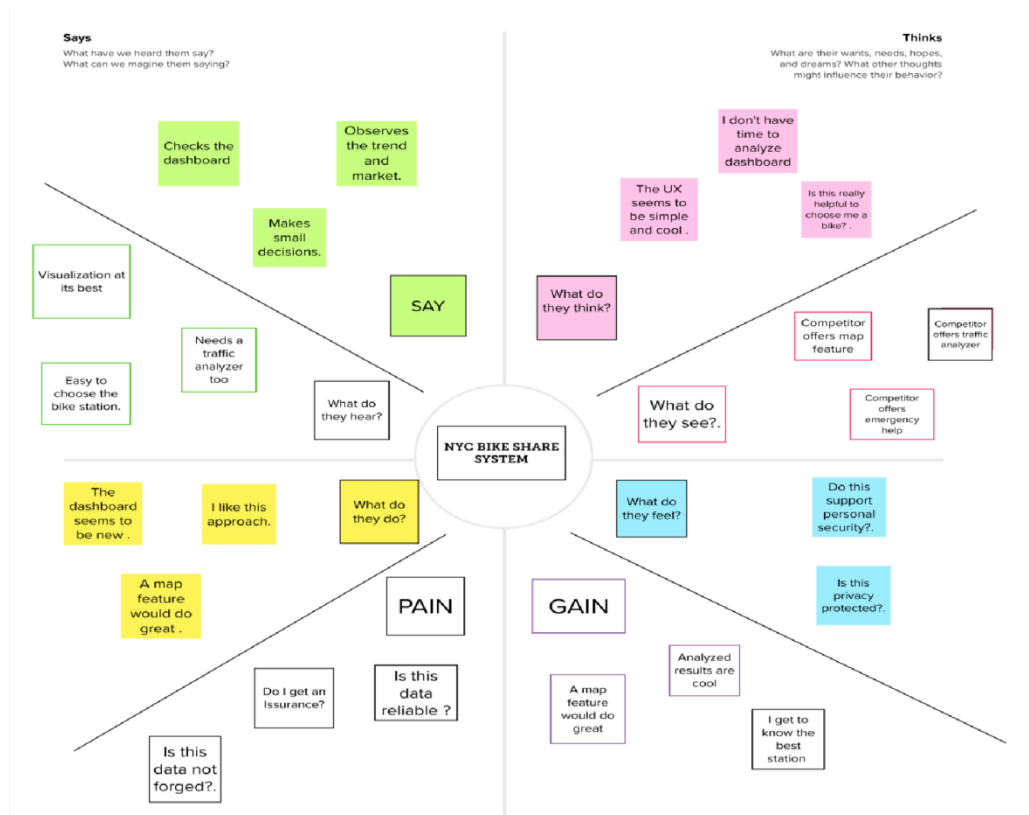 Says
What have we heard them say?
What can we magine them saying?
Thinks
What are their wants, needs, hopes,
and dreams? What other thoughts
might influence their behavior?
Checks the
dashboard
Observes
the trend
and
market.
Makes
small
decisions.
SAY
I don't have
time to
analyze
dashboard
The UX
seems to
be simple
and cool .
Is this really
helpful to
choose me a
bike? .
What do
they think?
Visualization at
its best
Needs a
traffic
analyzer
too
Easy to
choose the
bike station.
What do
they hear?
Competitor
offers map
feature
Competitor
offers traffic
analyzer
What do
they see?.
Competitor
offers
emergency
help
NYC BIKE SHARE
SYSTEM
The
dashboard
seems to
be new .
I like this
approach.
What do
they do?
A map
feature
would do
great .
What do
they feel?
Do this
support
personal
security?.
Is this
privacy
protected?.
PAIN
Do I get an
Issurance?
Is this
data
reliable ?
Is this
data not
forged?.
GAIN
Analyzed
results are
cool
A map
feature
would do
great
I get to
know the
best
station